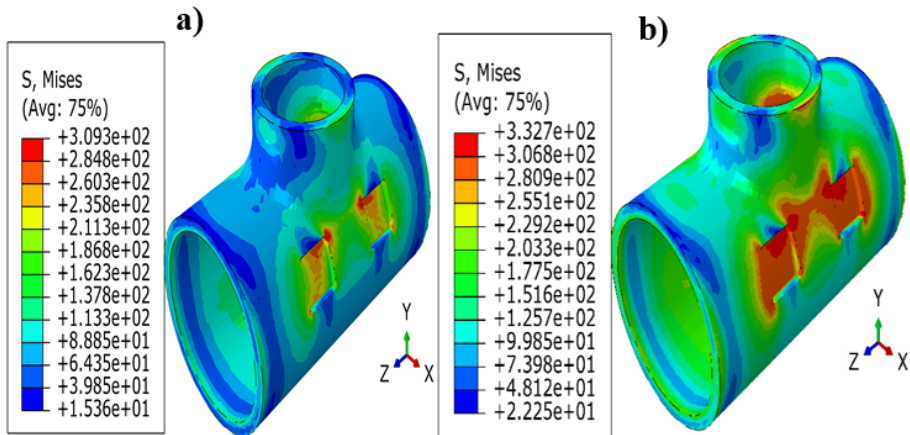 a)
S, Mises
(Avg: 75%)
+3.093e+02
+2.848e+02
+2.603e+02
+2.358e+02
+2.113e+02
+1.868e+02
+1.623e+02
+1.378e+02
+1.133e+02
+8.885e+01
+6.435e+01
+3.985e+01
+1.536e+01
Y
Z
X
b)
S, Mises
(Avg: 75%)
+3.327e+02
+3.068e+02
+2.809e+02
+2.551e+02
+2.292e+02
+2.033e+02
+1.775e+02
+1.516e+02
+1.257e+02
+9.985e+01
+7.398e+01
+4.812e+01
+2.225e+01
Y
Z
X